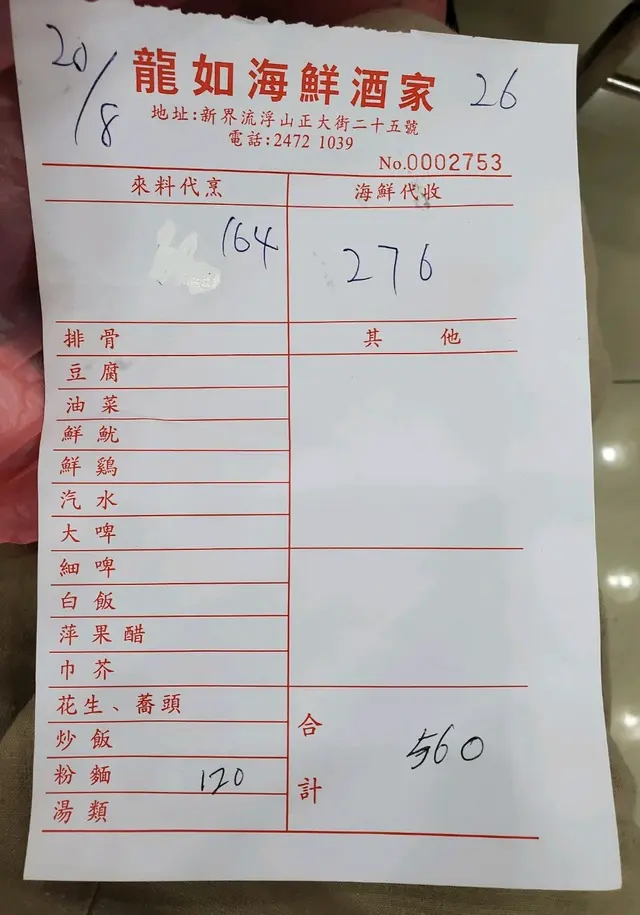 20/8 龍如海鮮酒家 26
地址:新界流浮山正大街二十五號
電話:2472 1039
No.0002753
來料代烹 海鮮代收
164 276
排骨 其他
豆腐
油菜
鮮魷
鮮鷄
汽水
大啤
細啤
白飯
萍果醋
巾芥
花生、蕎頭
炒飯
粉麵 120
湯類
合計 560